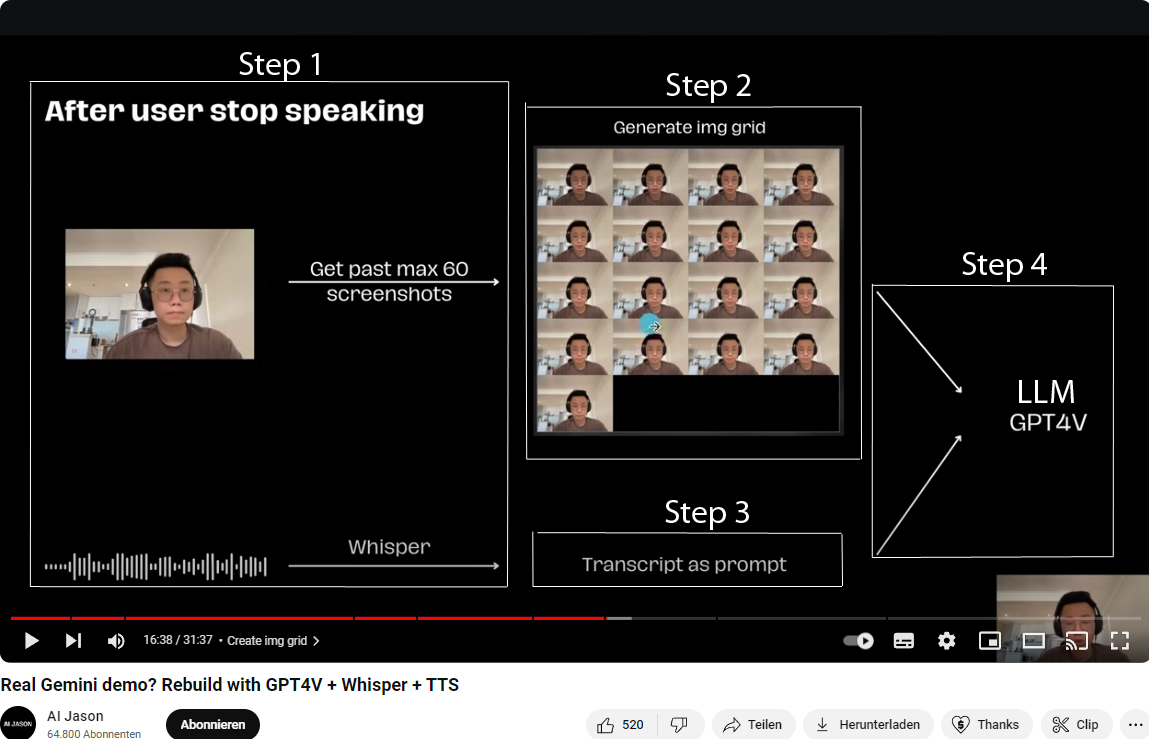 Step 1
After user stop speaking
Get past max 60
screenshots
Whisper
Step 2
Generate img grid
Step 3
Transcript as prompt
Step 4
LLM
GPT4V
16:38 / 31:37 • Create img grid
Real Gemini demo? Rebuild with GPT4V + Whisper + TTS
AI JASON
AI Jason
64.800 Abonnenten
Abonnieren
520
Teilen
Herunterladen
Thanks
Clip